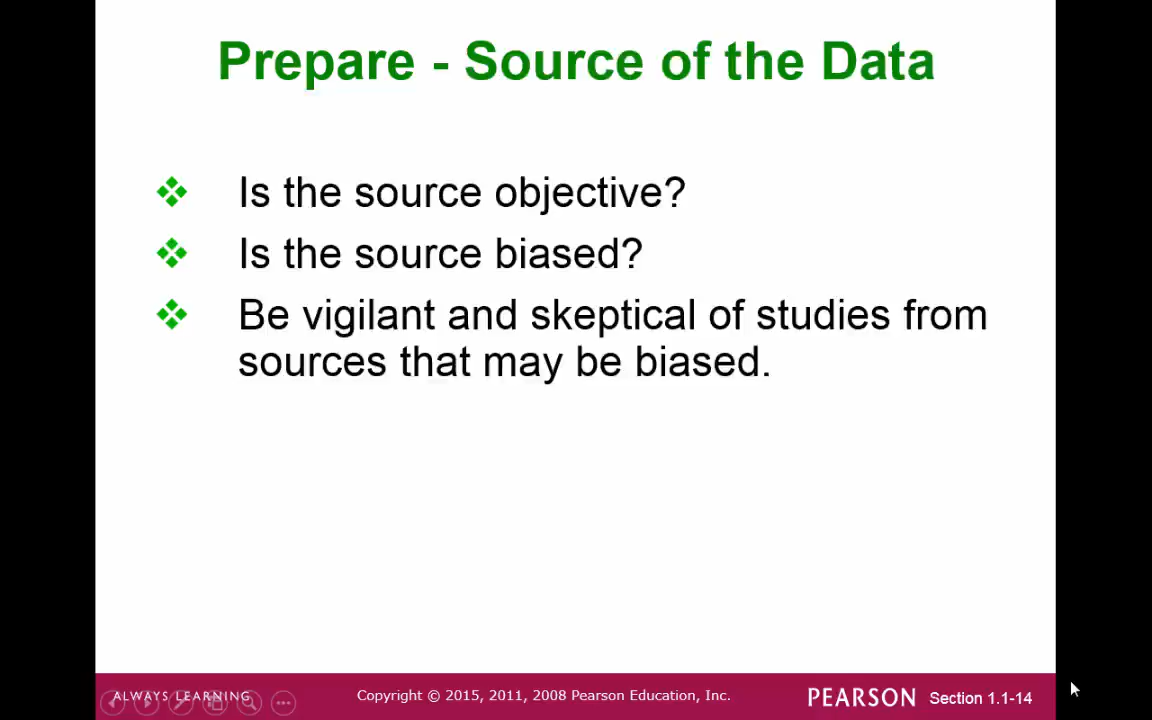 Prepare - Source of the Data
Is the source objective?
Is the source biased?
Be vigilant and skeptical of studies from
sources that may be biased.
ALWAYS LEARNING
Copyright © 2015, 2011, 2008 Pearson Education, Inc.
PEARSON
Section 1.1-14